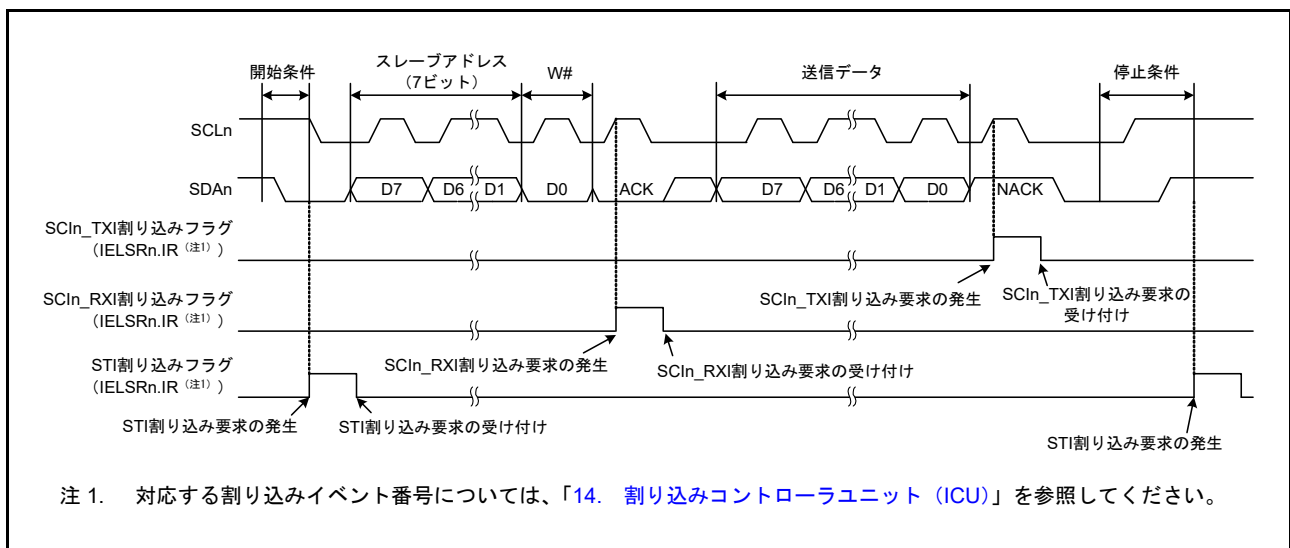 開始条件
スレーブアドレス
（7ビット）
W#
送信データ
停止条件
SCLn
SDAn
D7
D6
D1
D0
ACK
D7
D6
D1
D0
NACK
SCIn_TXI割り込みフラグ
（IELSRn.IR（注1））
SCIn_TXI割り込み要求の発生
SCIn_TXI割り込み要求の
受け付け
SCIn_RXI割り込みフラグ
（IELSRn.IR（注1））
SCIn_RXI割り込み要求の発生
SCIn_RXI割り込み要求の受け付け
STI割り込みフラグ
（IELSRn.IR（注1））
STI割り込み要求の発生
STI割り込み要求の受け付け
STI割り込み要求の発生
注 1. 対応する割り込みイベント番号については、「14. 割り込みコントローラユニット（ICU）」を参照してください。